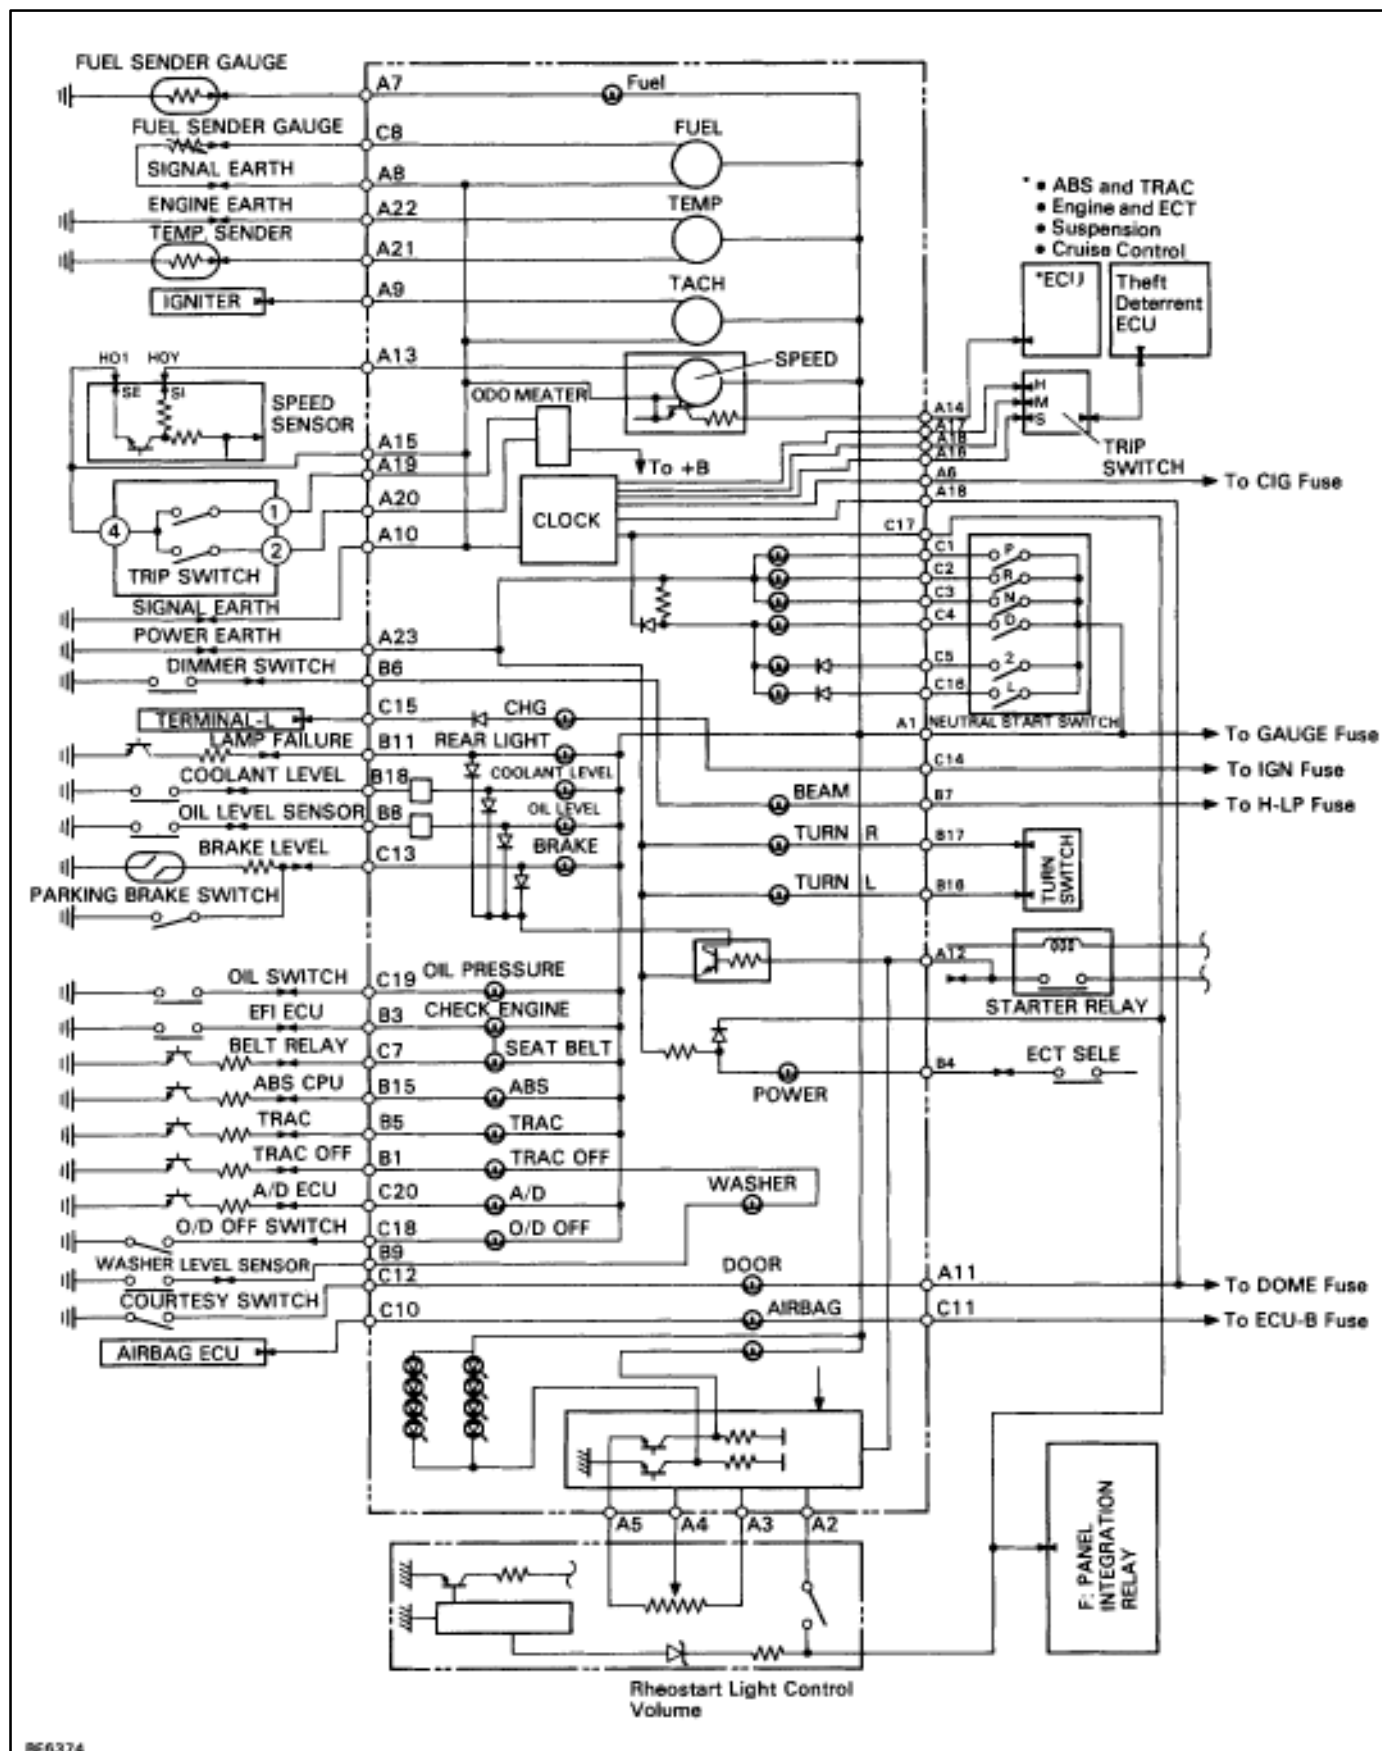 FUEL SENDER GAUGE
A7
Fuel
FUEL SENDER GAUGE
C8
FUEL
SIGNAL EARTH
A8
ENGINE EARTH
A22
TEMP
TEMP. SENDER
A21
IGNITER
A9
TACH
* • ABS and TRAC
• Engine and ECT
• Suspension
• Cruise Control
*ECU
Theft
Deterrent
ECU
HO1 HOY
A13
SPEED
SE SI
SPEED
SENSOR
ODO MEATER
A14
A17
A18
A16
H
M
S
TRIP
SWITCH
A15
A19
To +B
A6
To CIG Fuse
A18
A20
CLOCK
1
4
2
TRIP SWITCH
A10
C17
C1 P
C2 R
C3 N
C4 D
C5 2
C16 L
NEUTRAL START SWITCH
SIGNAL EARTH
POWER EARTH
A23
DIMMER SWITCH
B6
TERMINAL-L
C15
CHG
A1
To GAUGE Fuse
LAMP FAILURE
B11
REAR LIGHT
C14
To IGN Fuse
COOLANT LEVEL
B18
COOLANT LEVEL
BEAM
B7
To H-LP Fuse
OIL LEVEL SENSOR
B8
OIL LEVEL
TURN R
B17
BRAKE LEVEL
C13
BRAKE
TURN L
B16
TURN
SWITCH
PARKING BRAKE SWITCH
A12
STARTER RELAY
OIL SWITCH
C19
OIL PRESSURE
EFI ECU
B3
CHECK ENGINE
BELT RELAY
C7
SEAT BELT
POWER
B4
ECT SELE
ABS CPU
B15
ABS
TRAC
B5
TRAC
TRAC OFF
B1
TRAC OFF
WASHER
A/D ECU
C20
A/D
O/D OFF SWITCH
C18
O/D OFF
B9
WASHER LEVEL SENSOR
C12
DOOR
A11
To DOME Fuse
COURTESY SWITCH
C10
AIRBAG
C11
To ECU-B Fuse
AIRBAG ECU
A5
A4
A3
A2
F: PANEL
INTEGRATION
RELAY
Rheostart Light Control
Volume
BE6374